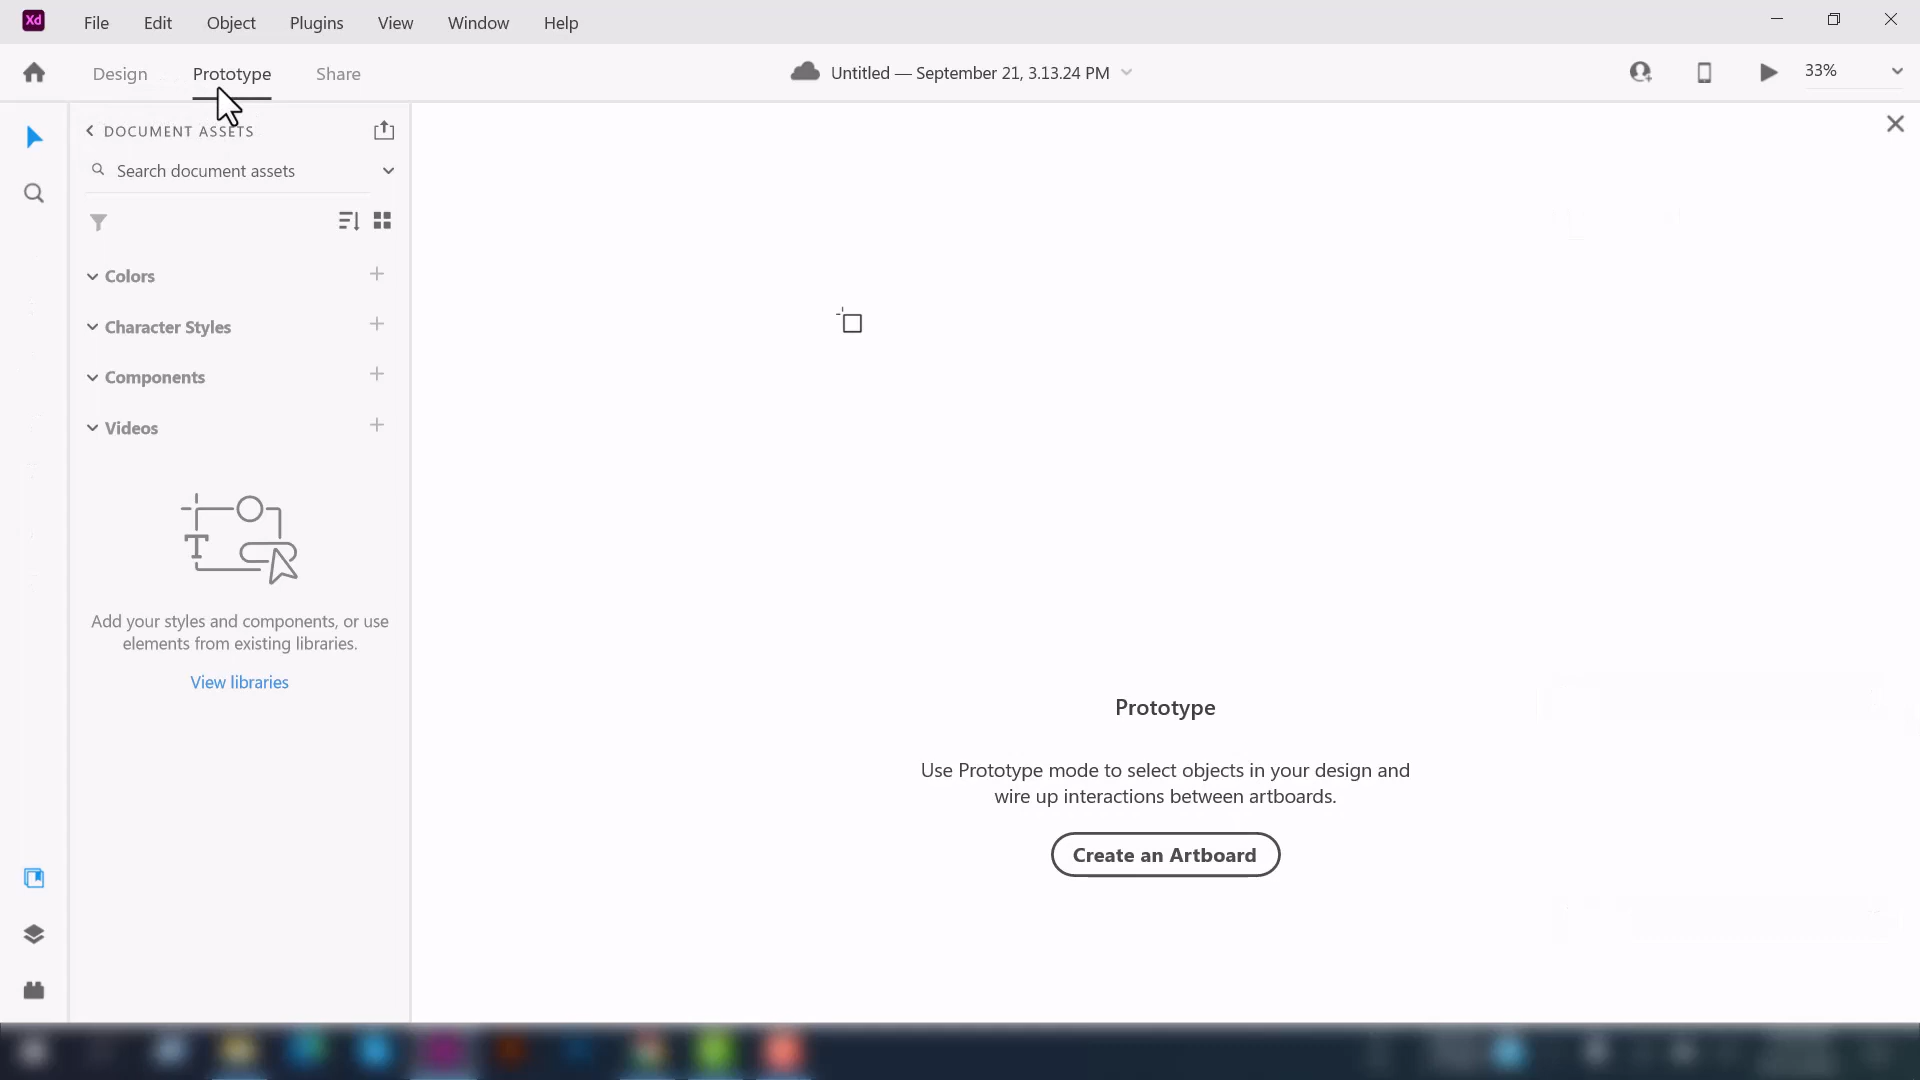 Xd File Edit Object Plugins View Window Help
Design Prototype Share Untitled — September 21, 3.13.24 PM 33%
DOCUMENT ASSETS
Search document assets
Colors
Character Styles
Components
Videos
T
Add your styles and components, or use
elements from existing libraries.
View libraries
Prototype
Use Prototype mode to select objects in your design and
wire up interactions between artboards.
Create an Artboard